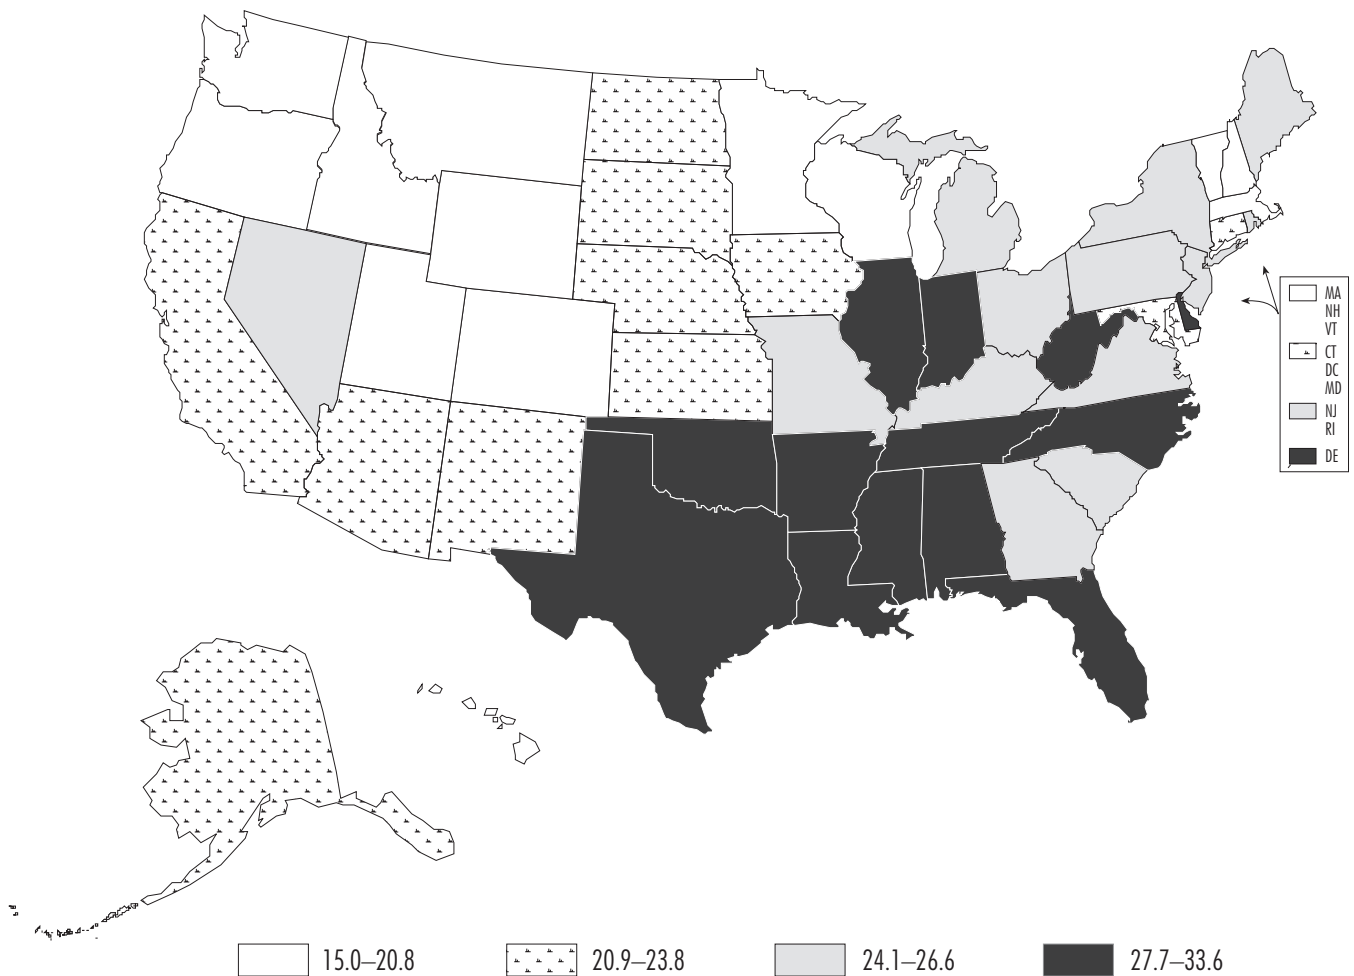 MA
NH
VT
CT
DC
MD
NJ
RI
DE
15.0–20.8
20.9–23.8
24.1–26.6
27.7–33.6